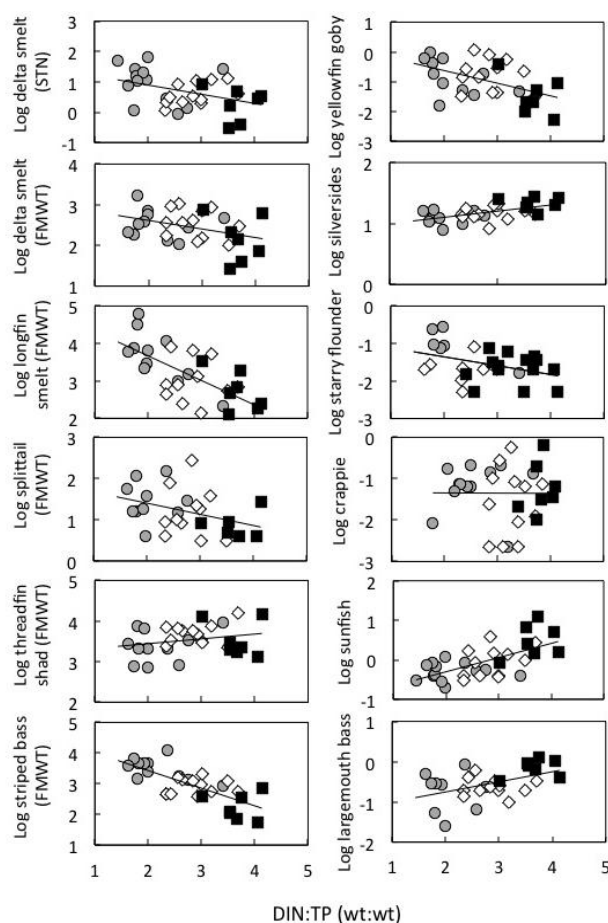 Log delta smelt
(STN)
3
2
1
0
-1
Log yellowfin goby
1
0
-1
-2
-3
Log delta smelt
(FMWT)
4
3
2
1
Log silversides
2
1
0
Log longfin
smelt (FMWT)
5
4
3
2
Log starry flounder
0
-1
-2
-3
Log splittail
(FMWT)
3
2
1
0
Log crappie
0
-1
-2
-3
Log threadfin
shad (FMWT)
5
4
3
2
Log sunfish
2
1
0
-1
Log striped bass
(FMWT)
5
4
3
2
1
1 2 3 4 5
Log largemouth bass
1
0
-1
-2
1 2 3 4 5
DIN:TP (wt:wt)